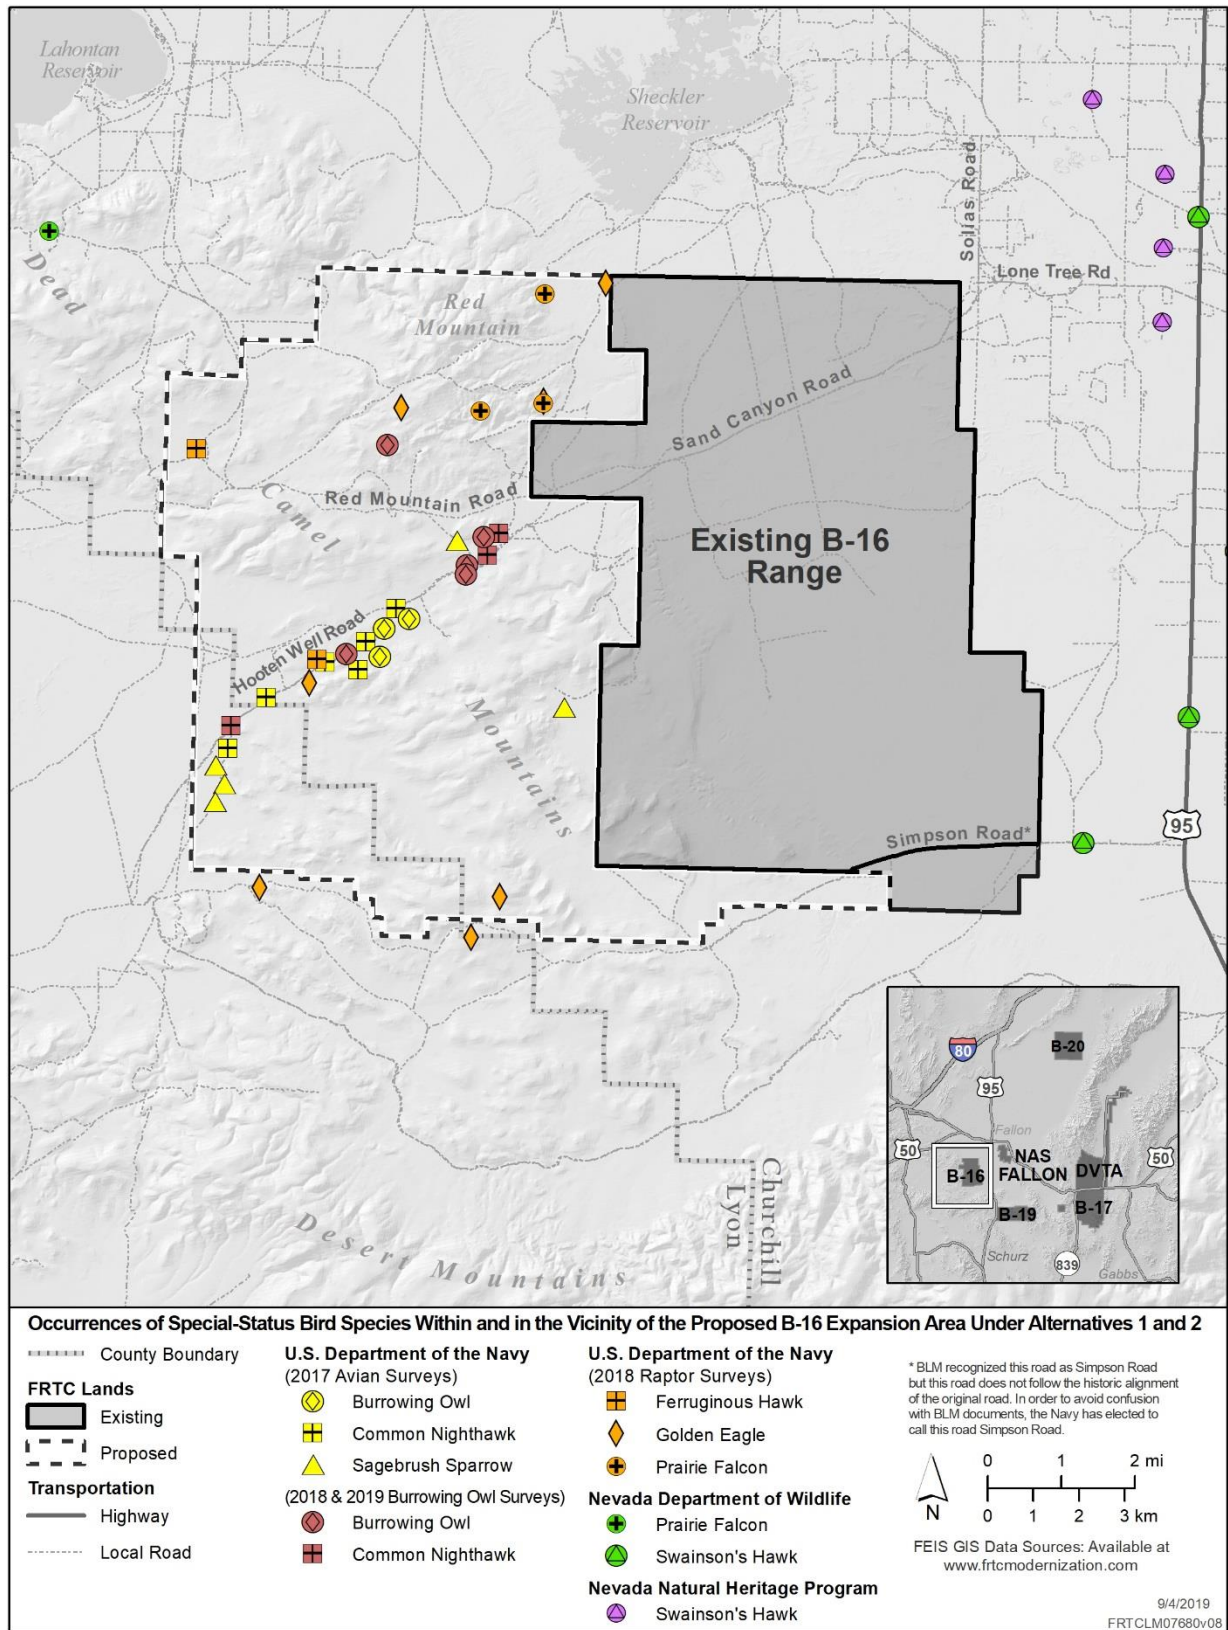 Lahontan
Reservoir
Sheckler
Reservoir
Solias Road
Lone Tree Rd
Dead
Red
Mountain
Sand Canyon Road
Camel
Red Mountain Road
Existing B-16
Range
Hooten Well Road
Mountains
Simpson Road*
95
80
B-20
95
Fallon
50
NAS
FALLON
DVTA
50
B-16
B-17
B-19
Schurz
839
Gabbs
Churchill
Lyon
Desert Mountains
Occurrences of Special-Status Bird Species Within and in the Vicinity of the Proposed B-16 Expansion Area Under Alternatives 1 and 2
County Boundary
FRTC Lands
Existing
Proposed
Transportation
Highway
Local Road
U.S. Department of the Navy
(2017 Avian Surveys)
Burrowing Owl
Common Nighthawk
Sagebrush Sparrow
(2018 & 2019 Burrowing Owl Surveys)
Burrowing Owl
Common Nighthawk
U.S. Department of the Navy
(2018 Raptor Surveys)
Ferruginous Hawk
Golden Eagle
Prairie Falcon
Nevada Department of Wildlife
Prairie Falcon
Swainson's Hawk
Nevada Natural Heritage Program
Swainson's Hawk
* BLM recognized this road as Simpson Road
but this road does not follow the historic alignment
of the original road. In order to avoid confusion
with BLM documents, the Navy has elected to
call this road Simpson Road.
N
0 1 2 mi
0 1 2 3 km
FEIS GIS Data Sources: Available at
www.frtcmodernization.com
9/4/2019
FRTCLM07680v08